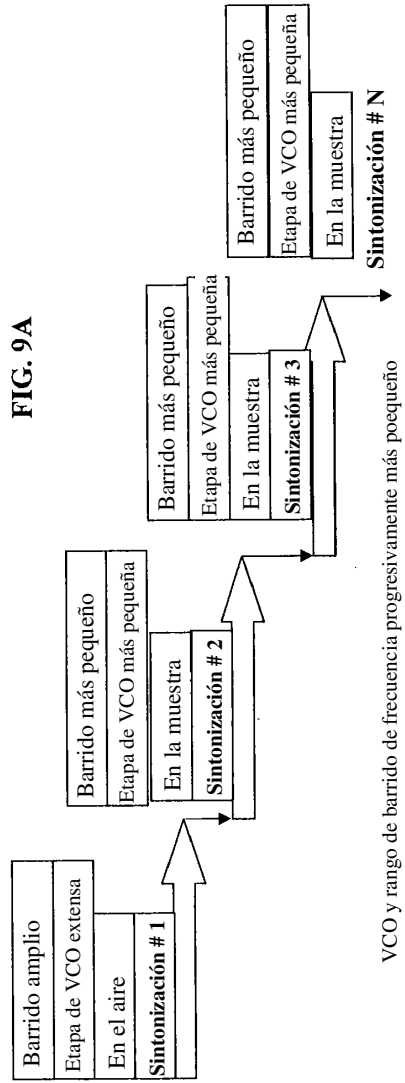 FIG. 9A
Barrido amplio
Etapa de VCO extensa
En el aire
Sintonización # 1
Barrido más pequeño
Etapa de VCO más pequeña
En la muestra
Sintonización # 2
Barrido más pequeño
Etapa de VCO más pequeña
En la muestra
Sintonización # 3
Barrido más pequeño
Etapa de VCO más pequeña
En la muestra
Sintonización # N
VCO y rango de barrido de frecuencia progresivamente más poequeño